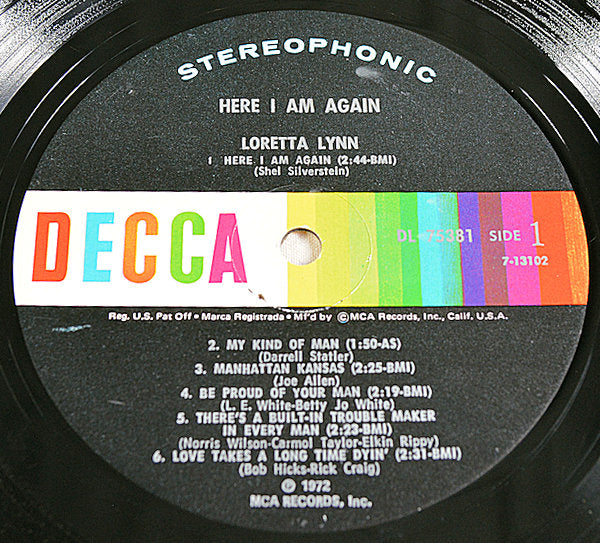 STEREOPHONIC
HERE I AM AGAIN
LORETTA LYNN
1 HERE I AM AGAIN (2:44-BMI)
(Shel Silverstein)
DECCA
DL-75381 SIDE 1
7-13102
Reg. U.S. Pat Off • Marca Registrada • Mf'd by ©MCA Records, Inc., Calif. U.S.A.
2. MY KIND OF MAN (1:50-AS)
(Darrell Statler)
3. MANHATTAN KANSAS (2:25-BMI)
(Joe Allen)
4. BE PROUD OF YOUR MAN (2:19-BMI)
(L. E. White-Betty Jo White)
5. THERE'S A BUILT-IN TROUBLE MAKER
IN EVERY MAN (2:23-BMI)
(Norris Wilson-Carmol Taylor-Elkin Rippy)
6. LOVE TAKES A LONG TIME DYIN' (2:31-BMI)
(Bob Hicks-Rick Craig)
℗ 1972
MCA RECORDS, Inc.